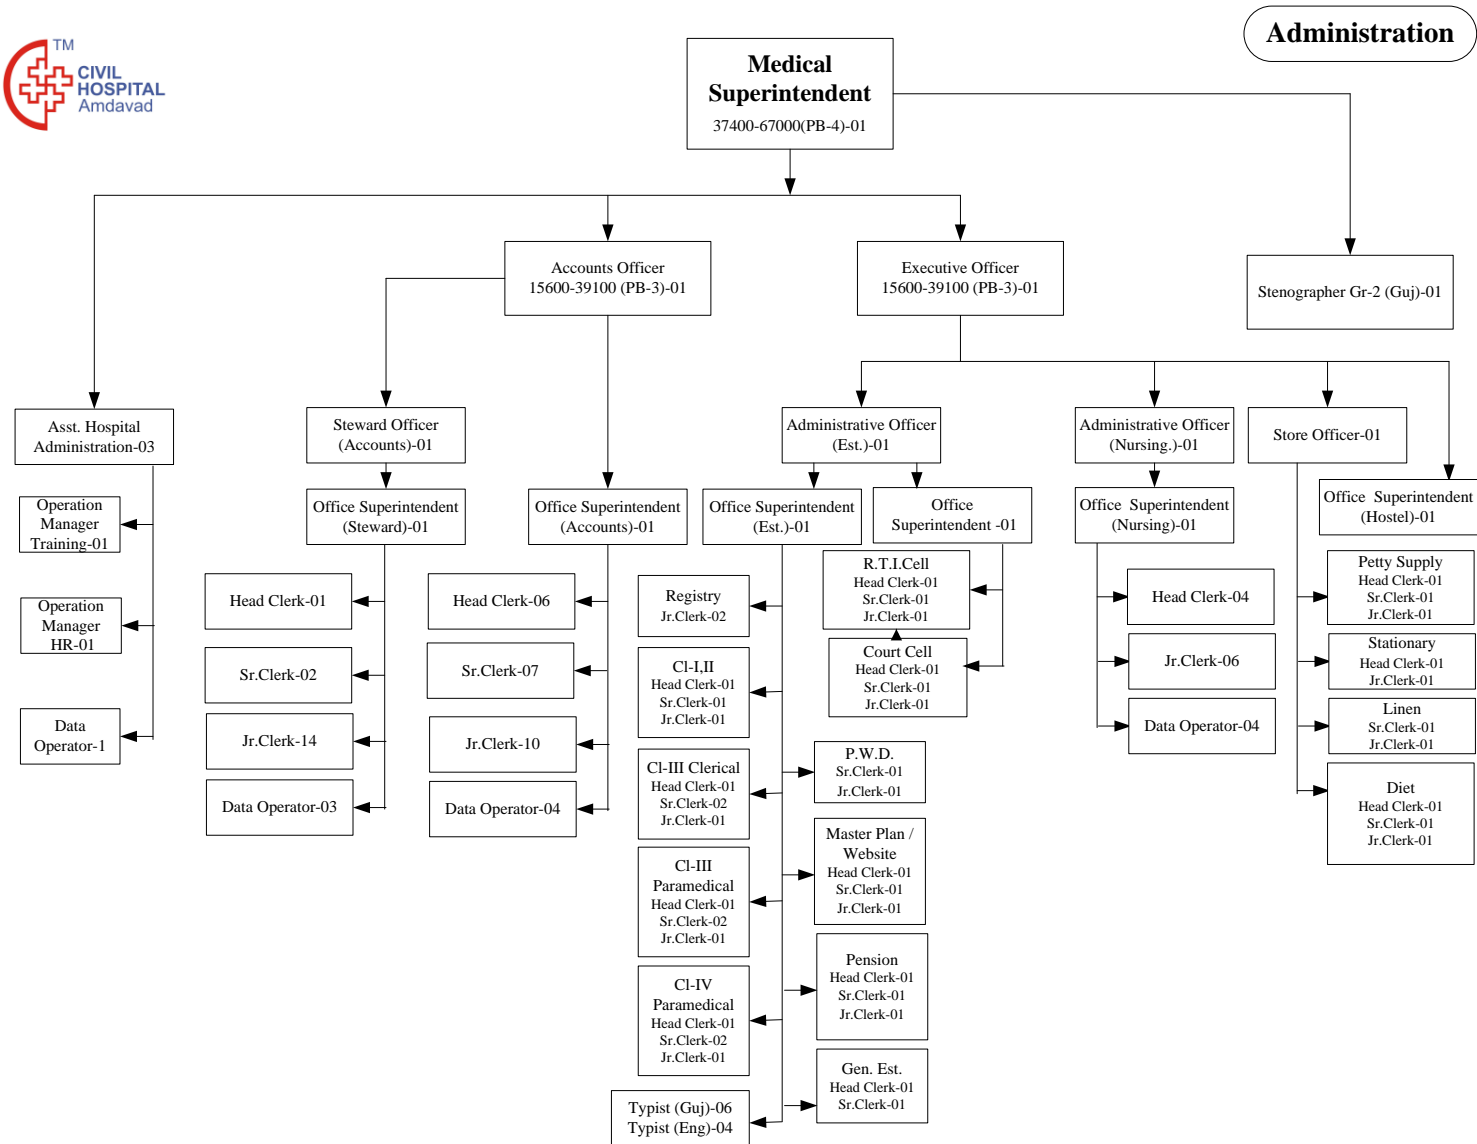 TM
CIVIL
HOSPITAL
Amdavad
Administration
Medical
Superintendent
37400-67000(PB-4)-01
Accounts Officer
15600-39100 (PB-3)-01
Executive Officer
15600-39100 (PB-3)-01
Stenographer Gr-2 (Guj)-01
Asst. Hospital
Administration-03
Steward Officer
(Accounts)-01
Administrative Officer
(Est.)-01
Administrative Officer
(Nursing.)-01
Store Officer-01
Operation
Manager
Training-01
Operation
Manager
HR-01
Data
Operator-1
Office Superintendent
(Steward)-01
Head Clerk-01
Sr.Clerk-02
Jr.Clerk-14
Data Operator-03
Office Superintendent
(Accounts)-01
Head Clerk-06
Sr.Clerk-07
Jr.Clerk-10
Data Operator-04
Office Superintendent
(Est.)-01
Registry
Jr.Clerk-02
Cl-I,II
Head Clerk-01
Sr.Clerk-01
Jr.Clerk-01
Cl-III Clerical
Head Clerk-01
Sr.Clerk-02
Jr.Clerk-01
Cl-III
Paramedical
Head Clerk-01
Sr.Clerk-02
Jr.Clerk-01
Cl-IV
Paramedical
Head Clerk-01
Sr.Clerk-02
Jr.Clerk-01
Typist (Guj)-06
Typist (Eng)-04
Office
Superintendent -01
R.T.I.Cell
Head Clerk-01
Sr.Clerk-01
Jr.Clerk-01
Court Cell
Head Clerk-01
Sr.Clerk-01
Jr.Clerk-01
P.W.D.
Sr.Clerk-01
Jr.Clerk-01
Master Plan /
Website
Head Clerk-01
Sr.Clerk-01
Jr.Clerk-01
Pension
Head Clerk-01
Sr.Clerk-01
Jr.Clerk-01
Gen. Est.
Head Clerk-01
Sr.Clerk-01
Office  Superintendent
(Nursing)-01
Head Clerk-04
Jr.Clerk-06
Data Operator-04
Office  Superintendent
(Hostel)-01
Petty Supply
Head Clerk-01
Sr.Clerk-01
Jr.Clerk-01
Stationary
Head Clerk-01
Jr.Clerk-01
Linen
Sr.Clerk-01
Jr.Clerk-01
Diet
Head Clerk-01
Sr.Clerk-01
Jr.Clerk-01